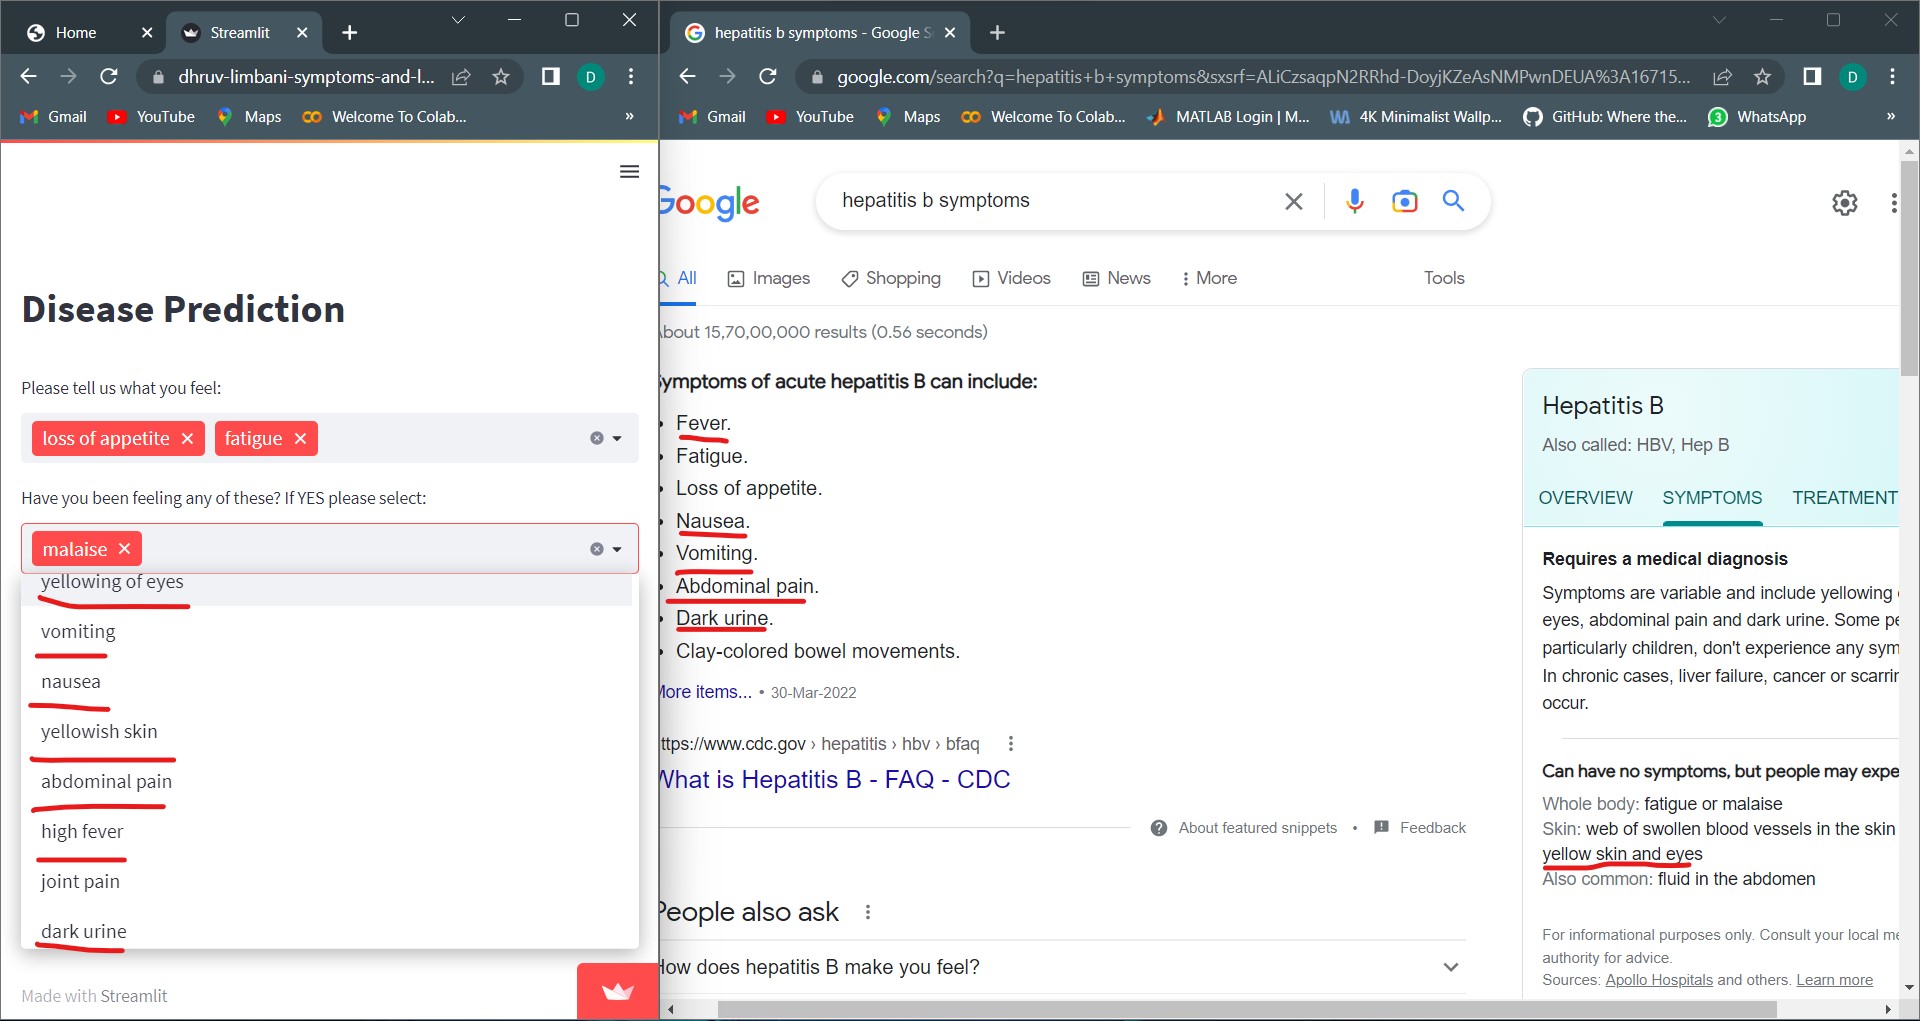 Home
Streamlit
dhruv-limbani-symptoms-and-l...
D
Gmail
YouTube
Maps
Welcome To Colab...
»
Disease Prediction
Please tell us what you feel:
loss of appetite
fatigue
Have you been feeling any of these? If YES please select:
malaise
yellowing of eyes
vomiting
nausea
yellowish skin
abdominal pain
high fever
joint pain
dark urine
Made with Streamlit
hepatitis b symptoms - Google S
google.com/search?q=hepatitis+b+symptoms&sxsrf=ALiCzsaqpN2RRhd-DoyjKZeAsNMPwnDEUA%3A16715...
D
Gmail
YouTube
Maps
Welcome To Colab...
MATLAB Login | M...
4K Minimalist Wallp...
GitHub: Where the...
3 WhatsApp
»
Google
hepatitis b symptoms
All
Images
Shopping
Videos
News
More
Tools
About 15,70,00,000 results (0.56 seconds)
Symptoms of acute hepatitis B can include:
Fever.
Fatigue.
Loss of appetite.
Nausea.
Vomiting.
Abdominal pain.
Dark urine.
Clay-colored bowel movements.
More items... • 30-Mar-2022
ttps://www.cdc.gov › hepatitis › hbv › bfaq
What is Hepatitis B - FAQ - CDC
About featured snippets • Feedback
People also ask
How does hepatitis B make you feel?
Hepatitis B
Also called: HBV, Hep B
OVERVIEW SYMPTOMS TREATMENT
Requires a medical diagnosis
Symptoms are variable and include yellowing
eyes, abdominal pain and dark urine. Some pe
particularly children, don't experience any sym
In chronic cases, liver failure, cancer or scarrin
occur.
Can have no symptoms, but people may expe
Whole body: fatigue or malaise
Skin: web of swollen blood vessels in the skin
yellow skin and eyes
Also common: fluid in the abdomen
For informational purposes only. Consult your local me
authority for advice.
Sources: Apollo Hospitals and others. Learn more